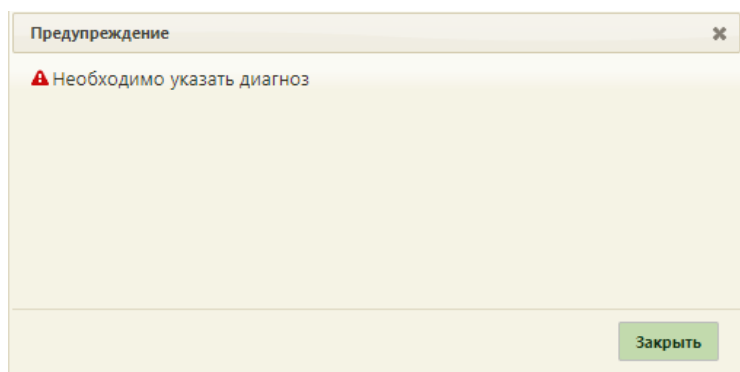 Предупреждение
Необходимо указать диагноз
Закрыть